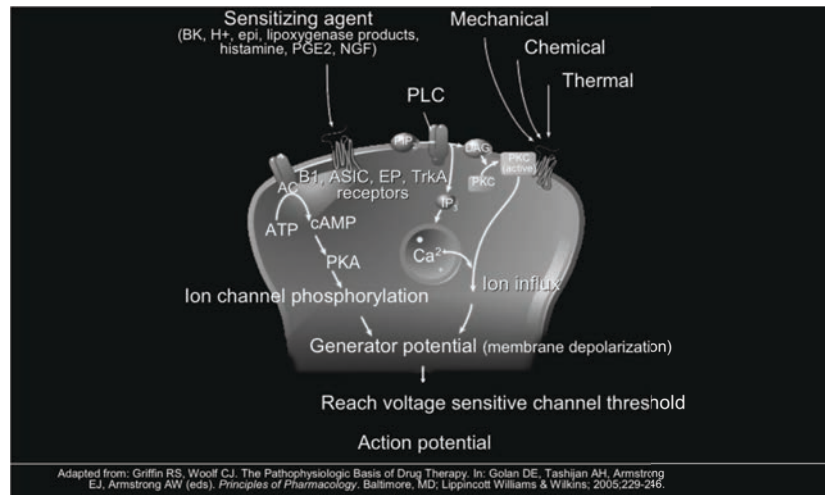 Sensitizing agent
(BK, H+, epi, lipoxygenase products,
histamine, PGE2, NGF)
Mechanical
Chemical
Thermal
PLC
PIP
DAG
PKC
(active)
PKC
B1, ASIC, EP, TrkA
receptors
AC
IP3
ATP
cAMP
Ca2
PKA
Ion influx
Ion channel phosphorylation
Generator potential (membrane depolarization)
Reach voltage sensitive channel threshold
Action potential
Adapted from: Griffin RS, Woolf CJ. The Pathophysiologic Basis of Drug Therapy. In: Golan DE, Tashijan AH, Armstrong
EJ, Armstrong AW (eds). Principles of Pharmacology. Baltimore, MD; Lippincott Williams & Wilkins; 2005;229-246.